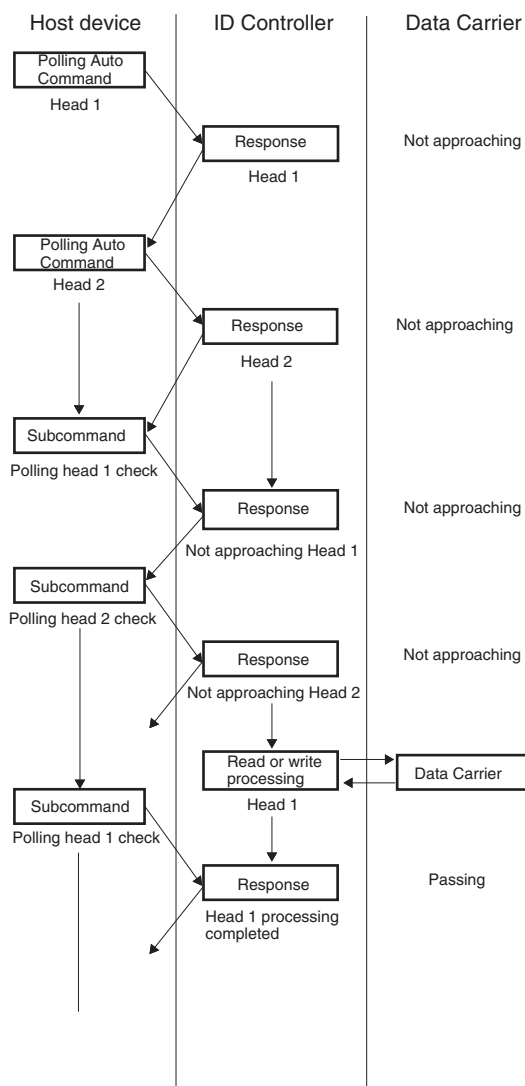 Host device
ID Controller
Data Carrier
Polling Auto
Command
Head 1
Response
Not approaching
Head 1
Polling Auto
Command
Head 2
Response
Not approaching
Head 2
Subcommand
Polling head 1 check
Response
Not approaching
Not approaching Head 1
Subcommand
Polling head 2 check
Response
Not approaching
Not approaching Head 2
Read or write
processing
Data Carrier
Head 1
Subcommand
Polling head 1 check
Response
Passing
Head 1 processing
completed